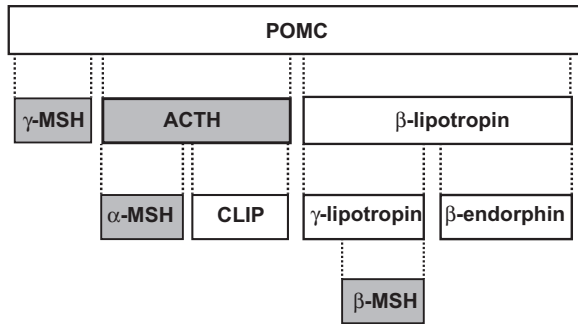 POMC
γ-MSH
ACTH
β-lipotropin
α-MSH
CLIP
γ-lipotropin
β-endorphin
β-MSH